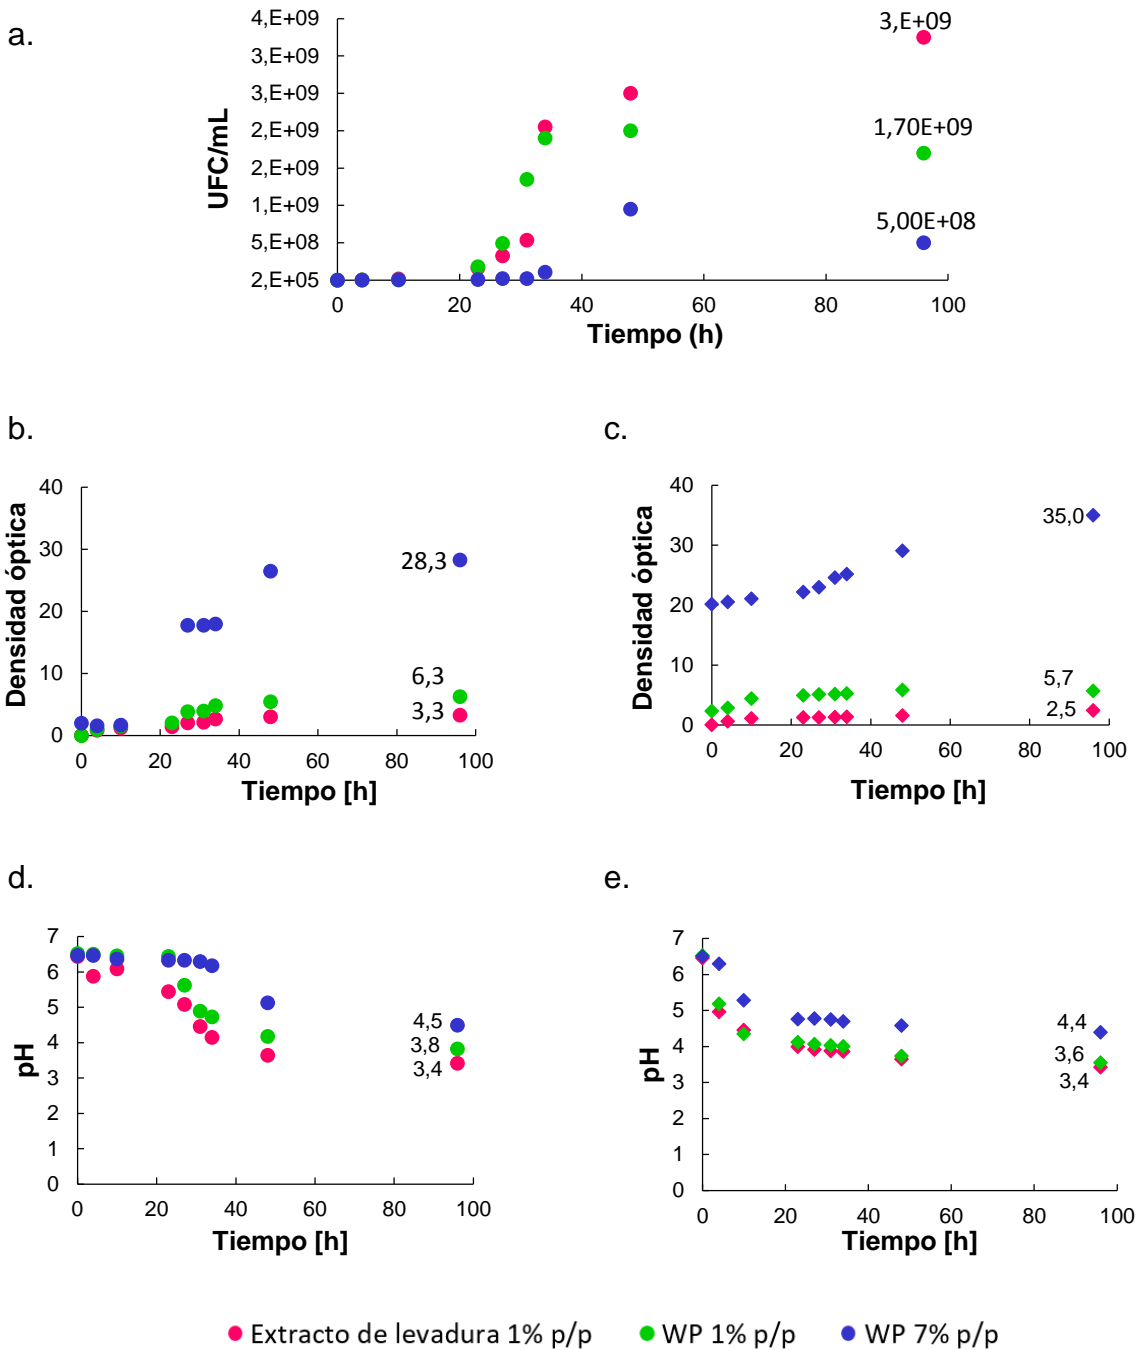 a.
4,E+09
3,E+09
3,E+09
2,E+09
2,E+09
1,E+09
5,E+08
2,E+05
UFC/mL
0
20
40
60
80
100
Tiempo (h)
3,E+09
1,70E+09
5,00E+08
b.
40
30
20
10
0
Densidad óptica
0
20
40
60
80
100
Tiempo [h]
28,3
6,3
3,3
c.
40
30
20
10
0
Densidad óptica
0
20
40
60
80
100
Tiempo [h]
35,0
5,7
2,5
d.
7
6
5
4
3
2
1
0
pH
0
20
40
60
80
100
Tiempo [h]
4,5
3,8
3,4
e.
7
6
5
4
3
2
1
0
pH
0
20
40
60
80
100
Tiempo [h]
4,4
3,6
3,4
Extracto de levadura 1% p/p WP 1% p/p WP 7% p/p